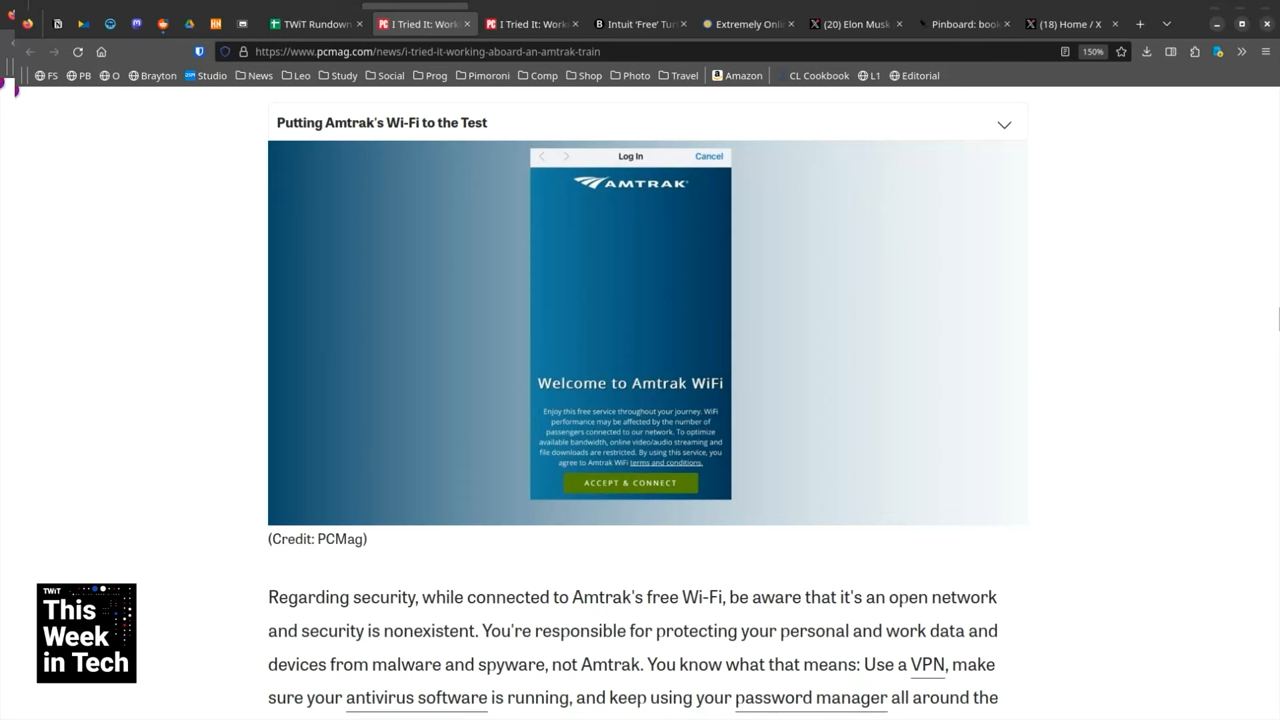 TWiT Rundown
I Tried It: Work
I Tried It: Work
Intuit 'Free' Tur
Extremely Onli
(20) Elon Musk
Pinboard: boo
(18) Home / X
https://www.pcmag.com/news/i-tried-it-working-aboard-an-amtrak-train
150%
FS
PB
O
Brayton
Studio
News
Leo
Study
Social
Prog
Pimoroni
Comp
Shop
Photo
Travel
Amazon
CL Cookbook
L1
Editorial
Putting Amtrak's Wi-Fi to the Test
Log In
Cancel
AMTRAK
Welcome to Amtrak WiFi
Enjoy this free service throughout your journey. WiFi
performance may be affected by the number of
passengers connected to our network. To optimize
available bandwidth, online video/audio streaming and
file downloads are restricted. By using this service, you
agree to Amtrak WiFi terms and conditions.
ACCEPT & CONNECT
(Credit: PCMag)
TWiT
This
Week
in Tech
Regarding security, while connected to Amtrak's free Wi-Fi, be aware that it's an open network
and security is nonexistent. You're responsible for protecting your personal and work data and
devices from malware and spyware, not Amtrak. You know what that means: Use a VPN, make
sure your antivirus software is running, and keep using your password manager all around the